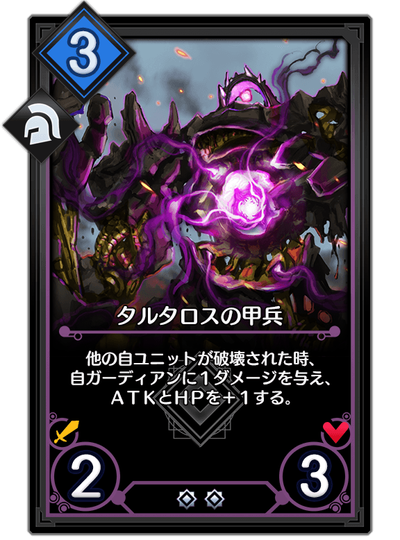 3
タルタロスの甲兵
他の自ユニットが破壊された時、
自ガーディアンに１ダメージを与え、
ＡＴＫとＨＰを＋１する。
2
3